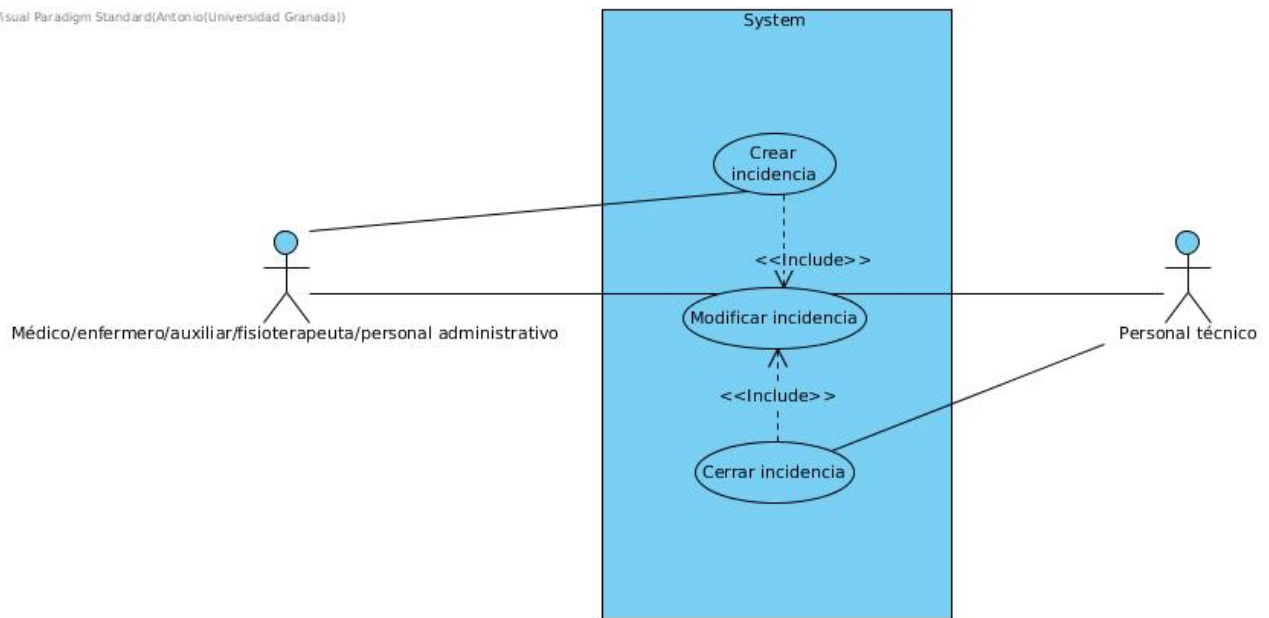 Visual Paradigm Standard(Antonio(Universidad Granada))
System
Crear
incidencia
<<Include>>
Modificar incidencia
Médico/enfermero/auxiliar/fisioterapeuta/personal administrativo
Personal técnico
<<Include>>
Cerrar incidencia